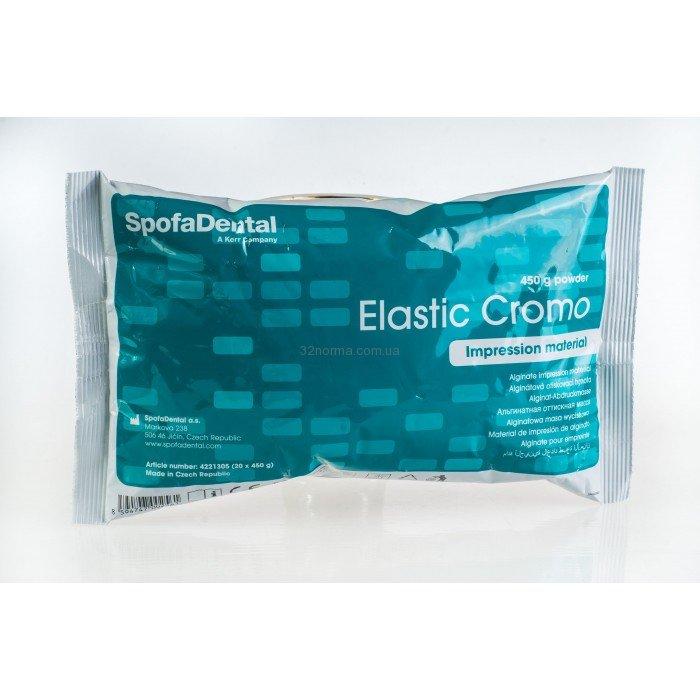 SpofaDental
A Kerr Company
450 g powder
Elastic Cromo
Impression material
32norma.com.ua
Alginate impression material
Alginátová otiskovací hmota
Alginat-Abdruckmasse
Альгинатная оттискная масса
Alginatowa masa wyciskowa
Material de impresión de alginato
Alginate pour empreinte
SpofaDental a.s.
Markova 238
506 46 Jičín, Czech Republic
www.spofadental.com
Article number: 4221305 (20 x 450 g)
Made in Czech Republic